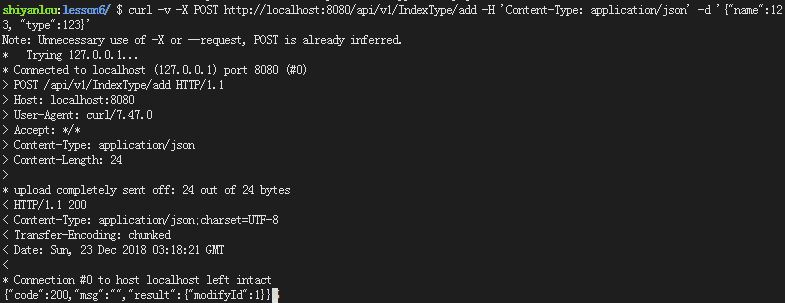 shiyanlou:lesson6/ $ curl -v -X POST http://localhost:8080/api/v1/IndexType/add -H 'Content-Type: application/json' -d '{"name":12
3, "type":123}'
Note: Unnecessary use of -X or --request, POST is already inferred.
*   Trying 127.0.0.1...
* Connected to localhost (127.0.0.1) port 8080 (#0)
> POST /api/v1/IndexType/add HTTP/1.1
> Host: localhost:8080
> User-Agent: curl/7.47.0
> Accept: */*
> Content-Type: application/json
> Content-Length: 24
>
* upload completely sent off: 24 out of 24 bytes
< HTTP/1.1 200
< Content-Type: application/json;charset=UTF-8
< Transfer-Encoding: chunked
< Date: Sun, 23 Dec 2018 03:18:21 GMT
<
* Connection #0 to host localhost left intact
{"code":200,"msg":"","result":{"modifyId":1}}